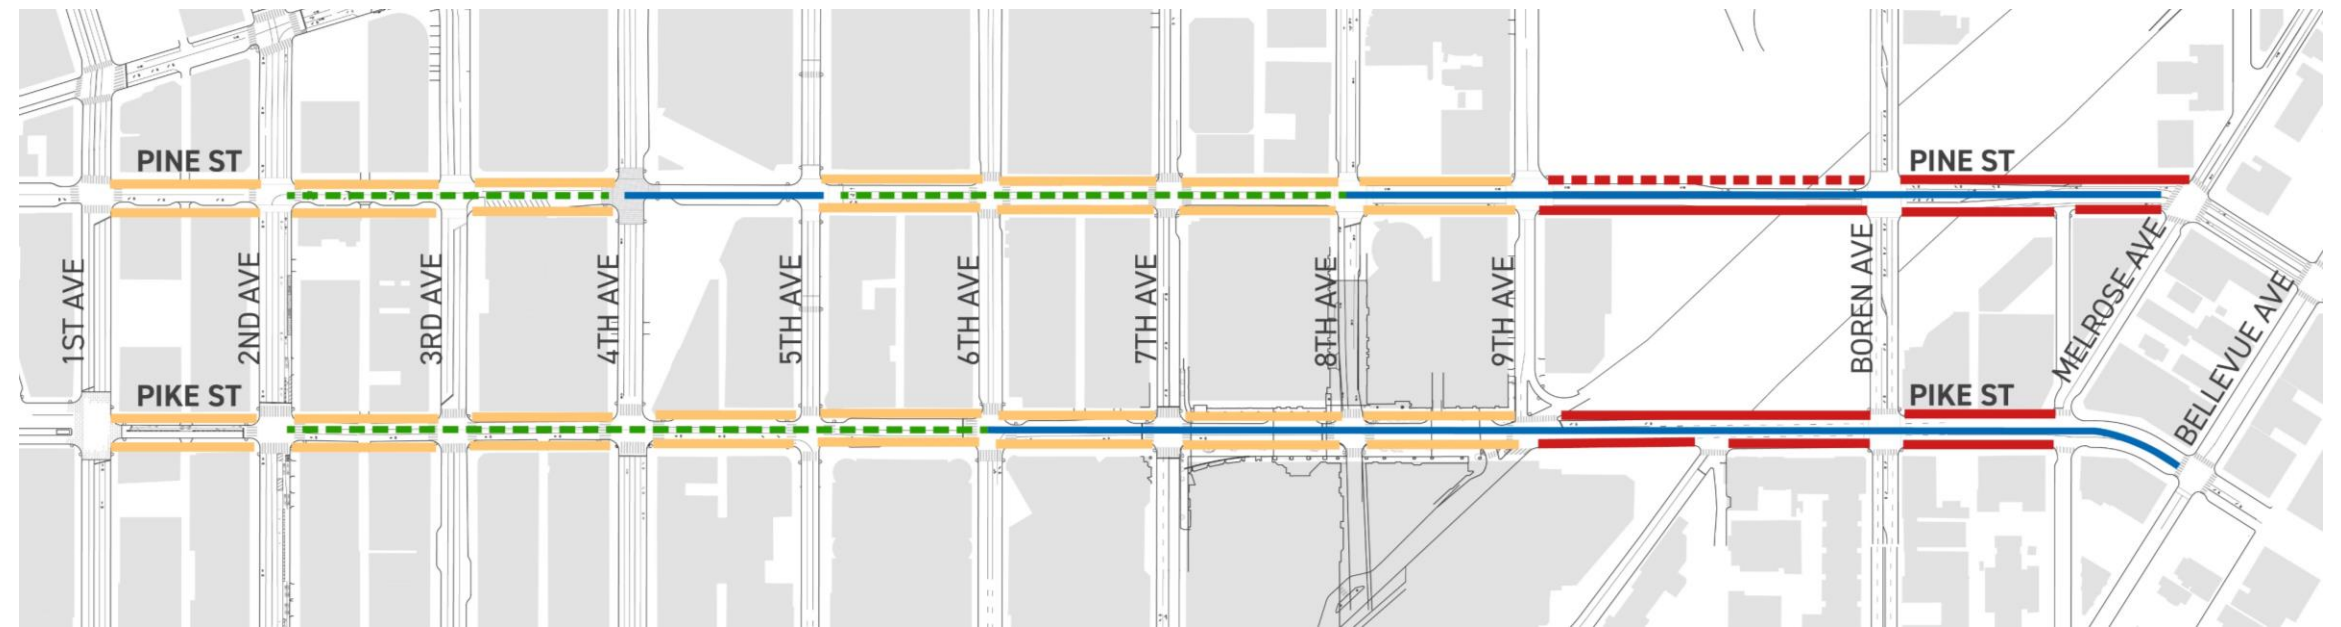 PINE ST
PINE ST
1ST AVE
2ND AVE
3RD AVE
4TH AVE
5TH AVE
6TH AVE
7TH AVE
8TH AVE
9TH AVE
BOREN AVE
MELROSE AVE
BELLEVUE AVE
PIKE ST
PIKE ST